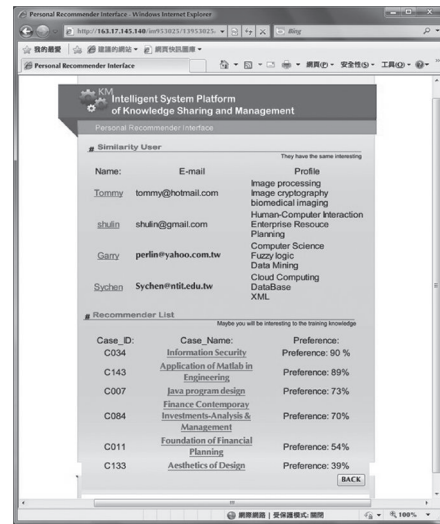 Personal Recommender Interface - Windows Internet Explorer
Bing
我的最愛
建議的網站
網頁快訊圖庫
Personal Recommender Interface
網頁(P)
安全性(S)
工具(O)
KM
Intelligent System Platform
of Knowledge Sharing and Management
Personal Recommender Interface
Similarity User
They have the same interesting
Name: E-mail Profile
Tommy tommy@hotmail.com
Image processing
Image cryptography
biomedical imaging
shulin shulin@gmail.com
Human-Computer Interaction
Enterprise Resouce
Planning
Garry perlin@yahoo.com.tw
Computer Science
Fuzzy logic
Data Mining
Sychen Sychen@ntit.edu.tw
Cloud Computing
DataBase
XML
Recommender List
Maybe you will be interesting to the training knowledge
Case_ID: Case_Name: Preference:
C034 Information Security Preference: 90 %
C143 Application of Matlab in Engineering Preference: 89%
C007 Java program design Preference: 73%
C084 Finance Contemporay Investments-Analysis & Management Preference: 70%
C011 Foundation of Financial Planning Preference: 54%
C133 Aesthetics of Design Preference: 39%
BACK
網際網路 | 受保護模式: 關閉
100%